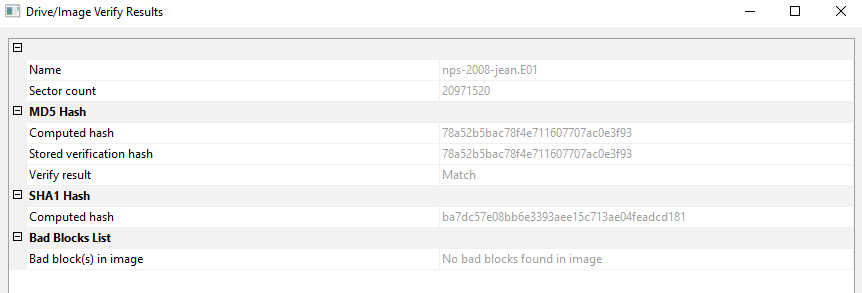 Drive/Image Verify Results
Name nps-2008-jean.E01
Sector count 20971520
MD5 Hash
Computed hash 78a52b5bac78f4e711607707ac0e3f93
Stored verification hash 78a52b5bac78f4e711607707ac0e3f93
Verify result Match
SHA1 Hash
Computed hash ba7dc57e08bb6e3393aee15c713ae04feadcd181
Bad Blocks List
Bad block(s) in image No bad blocks found in image